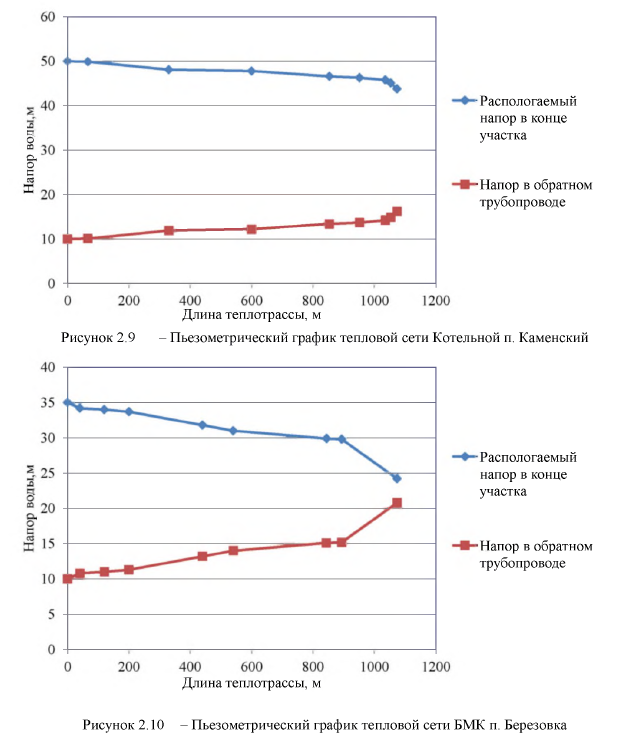 60
50
40
30
20
10
0
0 200 400 600 800 1000 1200
Напор воды,м
Длина теплотрассы, м
Распологаемый
напор в конце
участка
Напор в обратном
трубопроводе
Рисунок 2.9 – Пьезометрический график тепловой сети Котельной п. Каменский
40
35
30
25
20
15
10
5
0
0 200 400 600 800 1000 1200
Напор воды,м
Длина теплотрассы, м
Распологаемый
напор в конце
участка
Напор в обратном
трубопроводе
Рисунок 2.10 – Пьезометрический график тепловой сети БМК п. Березовка